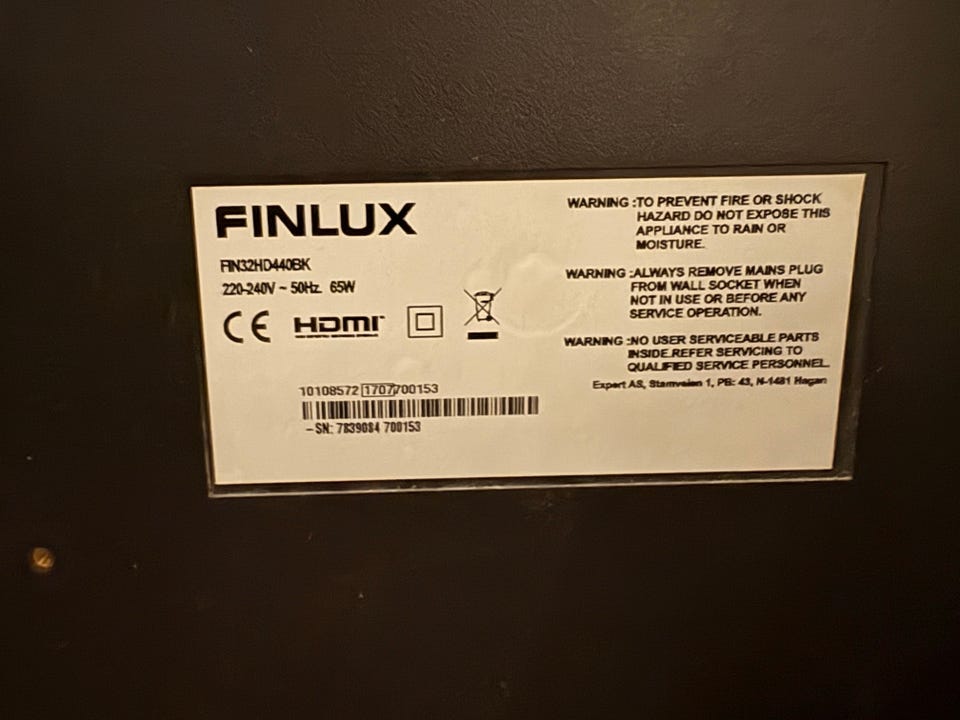 FINLUX
FIN32HD440BK
220-240V ~ 50Hz. 65W
CE HDMI
10108572 1707 700153
-SN: 7839084 700153
WARNING :TO PREVENT FIRE OR SHOCK
HAZARD DO NOT EXPOSE THIS
APPLIANCE TO RAIN OR
MOISTURE.
WARNING :ALWAYS REMOVE MAINS PLUG
FROM WALL SOCKET WHEN
NOT IN USE OR BEFORE ANY
SERVICE OPERATION.
WARNING :NO USER SERVICEABLE PARTS
INSIDE.REFER SERVICING TO
QUALIFIED SERVICE PERSONNEL.
Expert AS, Stamveien 1, PB: 43, N-1481 Hagan